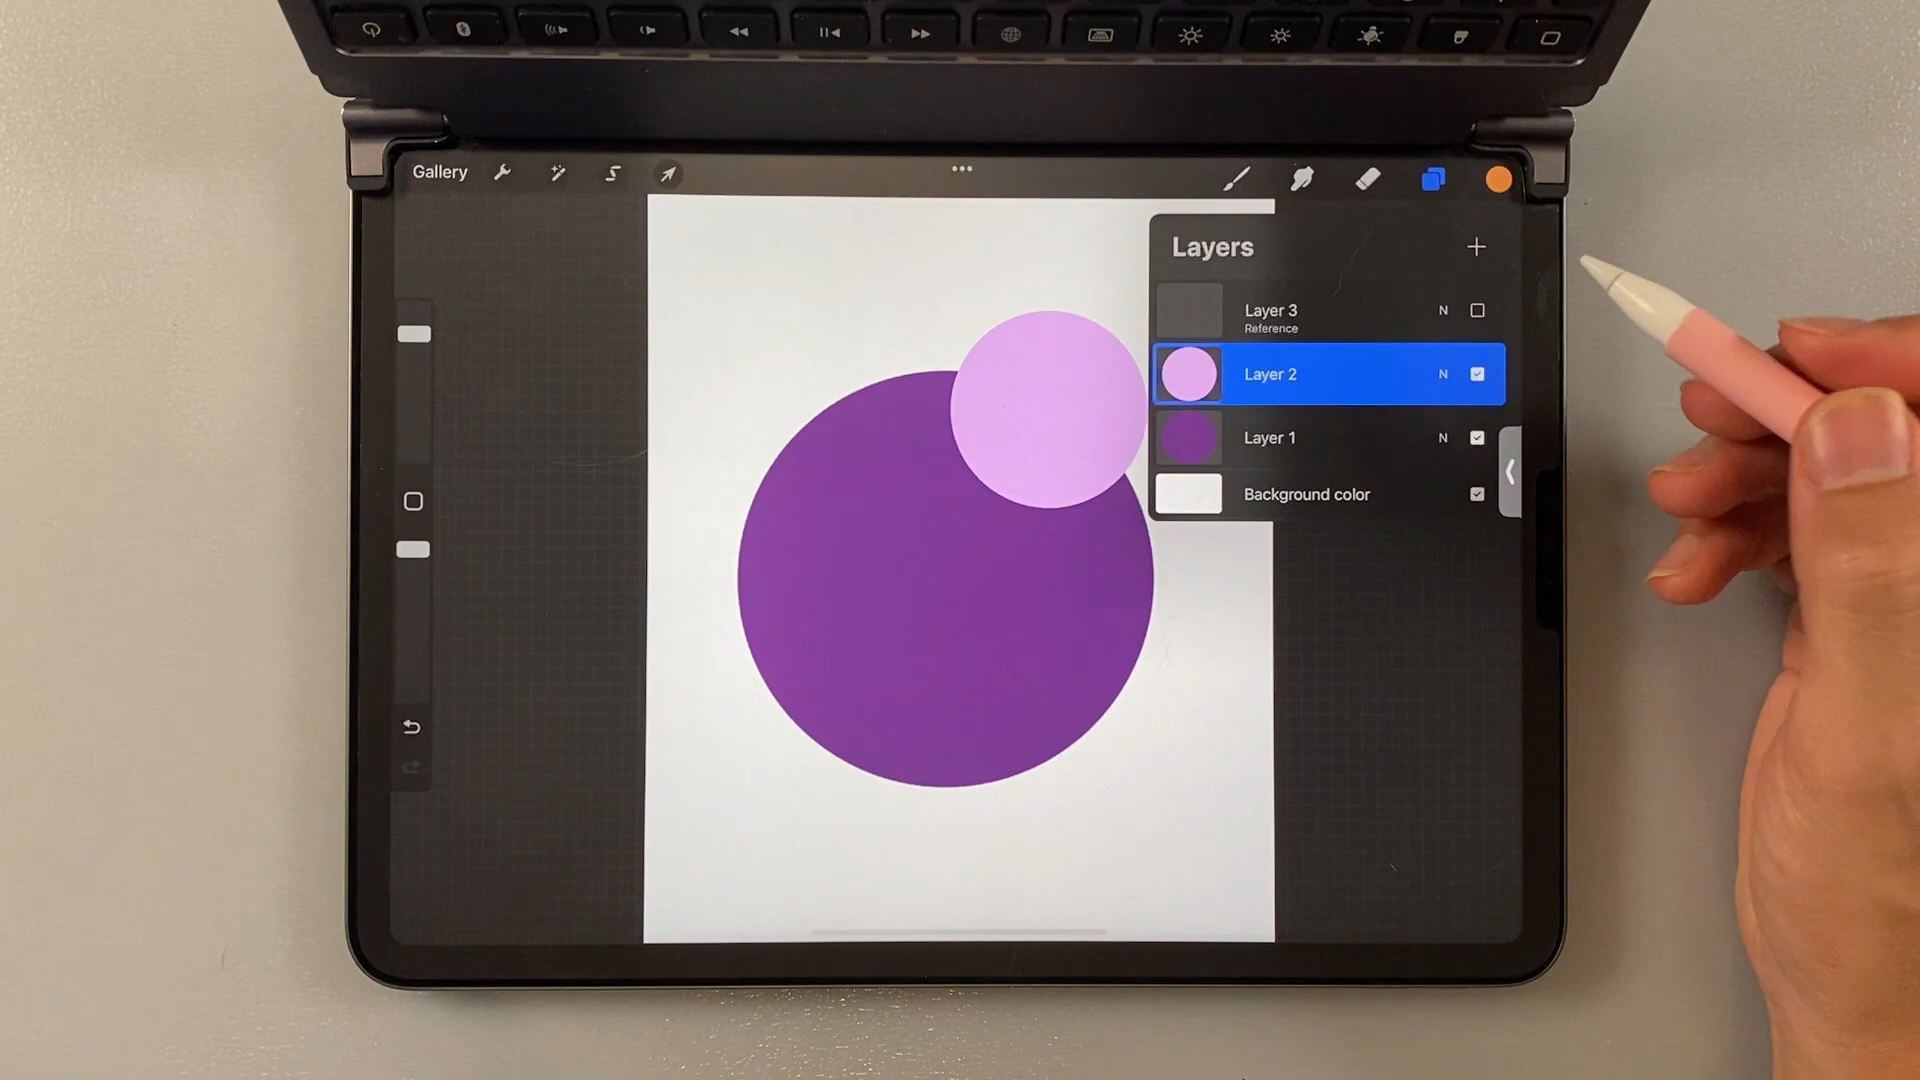 Gallery
Layers
Layer 3 N
Reference
Layer 2 N
Layer 1 N
Background color